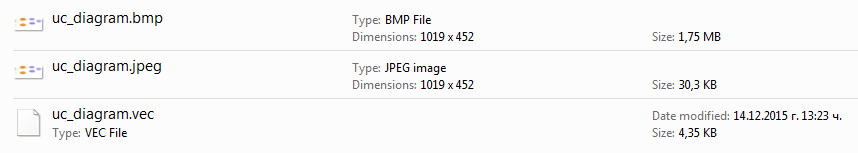 uc_diagram.bmp Type: BMP File
Dimensions: 1019 x 452 Size: 1,75 MB
uc_diagram.jpeg Type: JPEG image
Dimensions: 1019 x 452 Size: 30,3 KB
uc_diagram.vec Date modified: 14.12.2015 г. 13:23 ч.
Type: VEC File Size: 4,35 KB